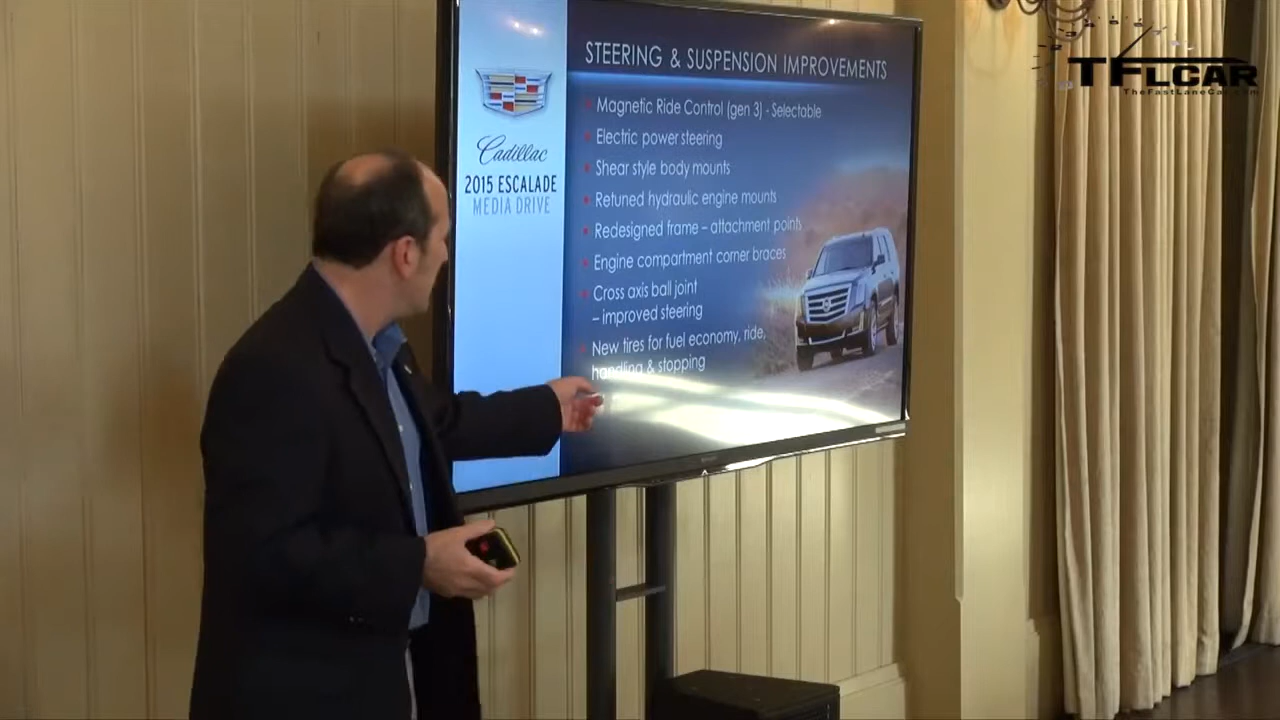 TFLCAR
TheFastLaneCar.com
Cadillac
2015 ESCALADE
MEDIA DRIVE
STEERING & SUSPENSION IMPROVEMENTS
Magnetic Ride Control (gen 3) - Selectable
Electric power steering
Shear style body mounts
Retuned hydraulic engine mounts
Redesigned frame – attachment points
Engine compartment corner braces
Cross axis ball joint
– improved steering
New tires for fuel economy, ride,
handling & stopping